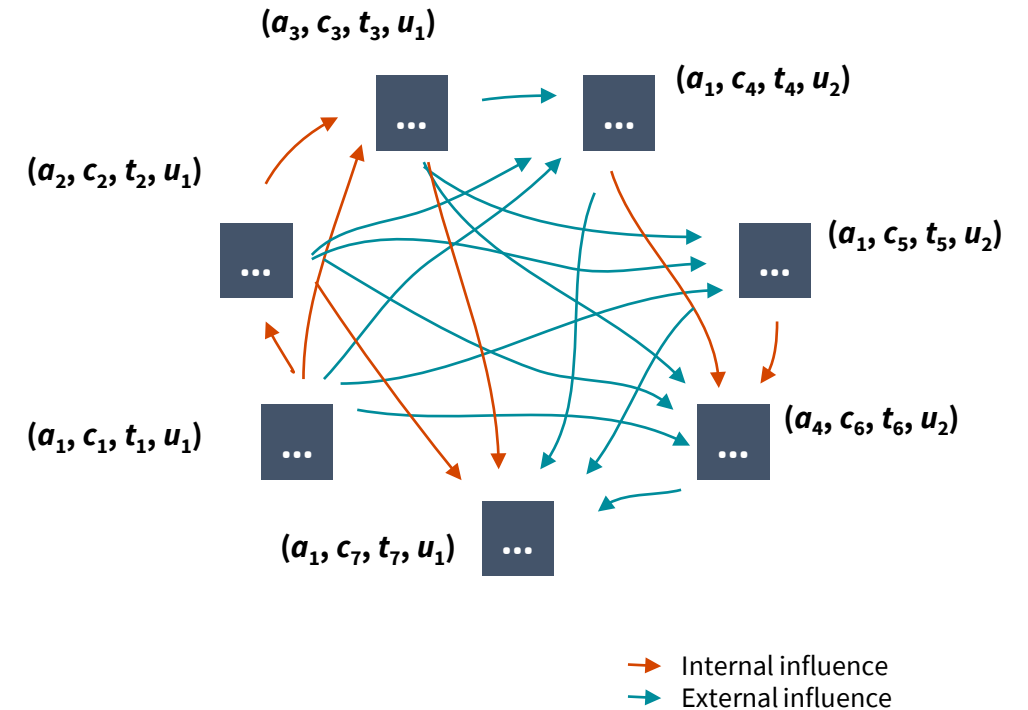 (a₃, c₃, t₃, u₁)
...
...
(a₁, c₄, t₄, u₂)
(a₂, c₂, t₂, u₁)
...
...
(a₁, c₅, t₅, u₂)
(a₁, c₁, t₁, u₁)
...
...
(a₄, c₆, t₆, u₂)
(a₁, c₇, t₇, u₁)
...
Internal influence
External influence